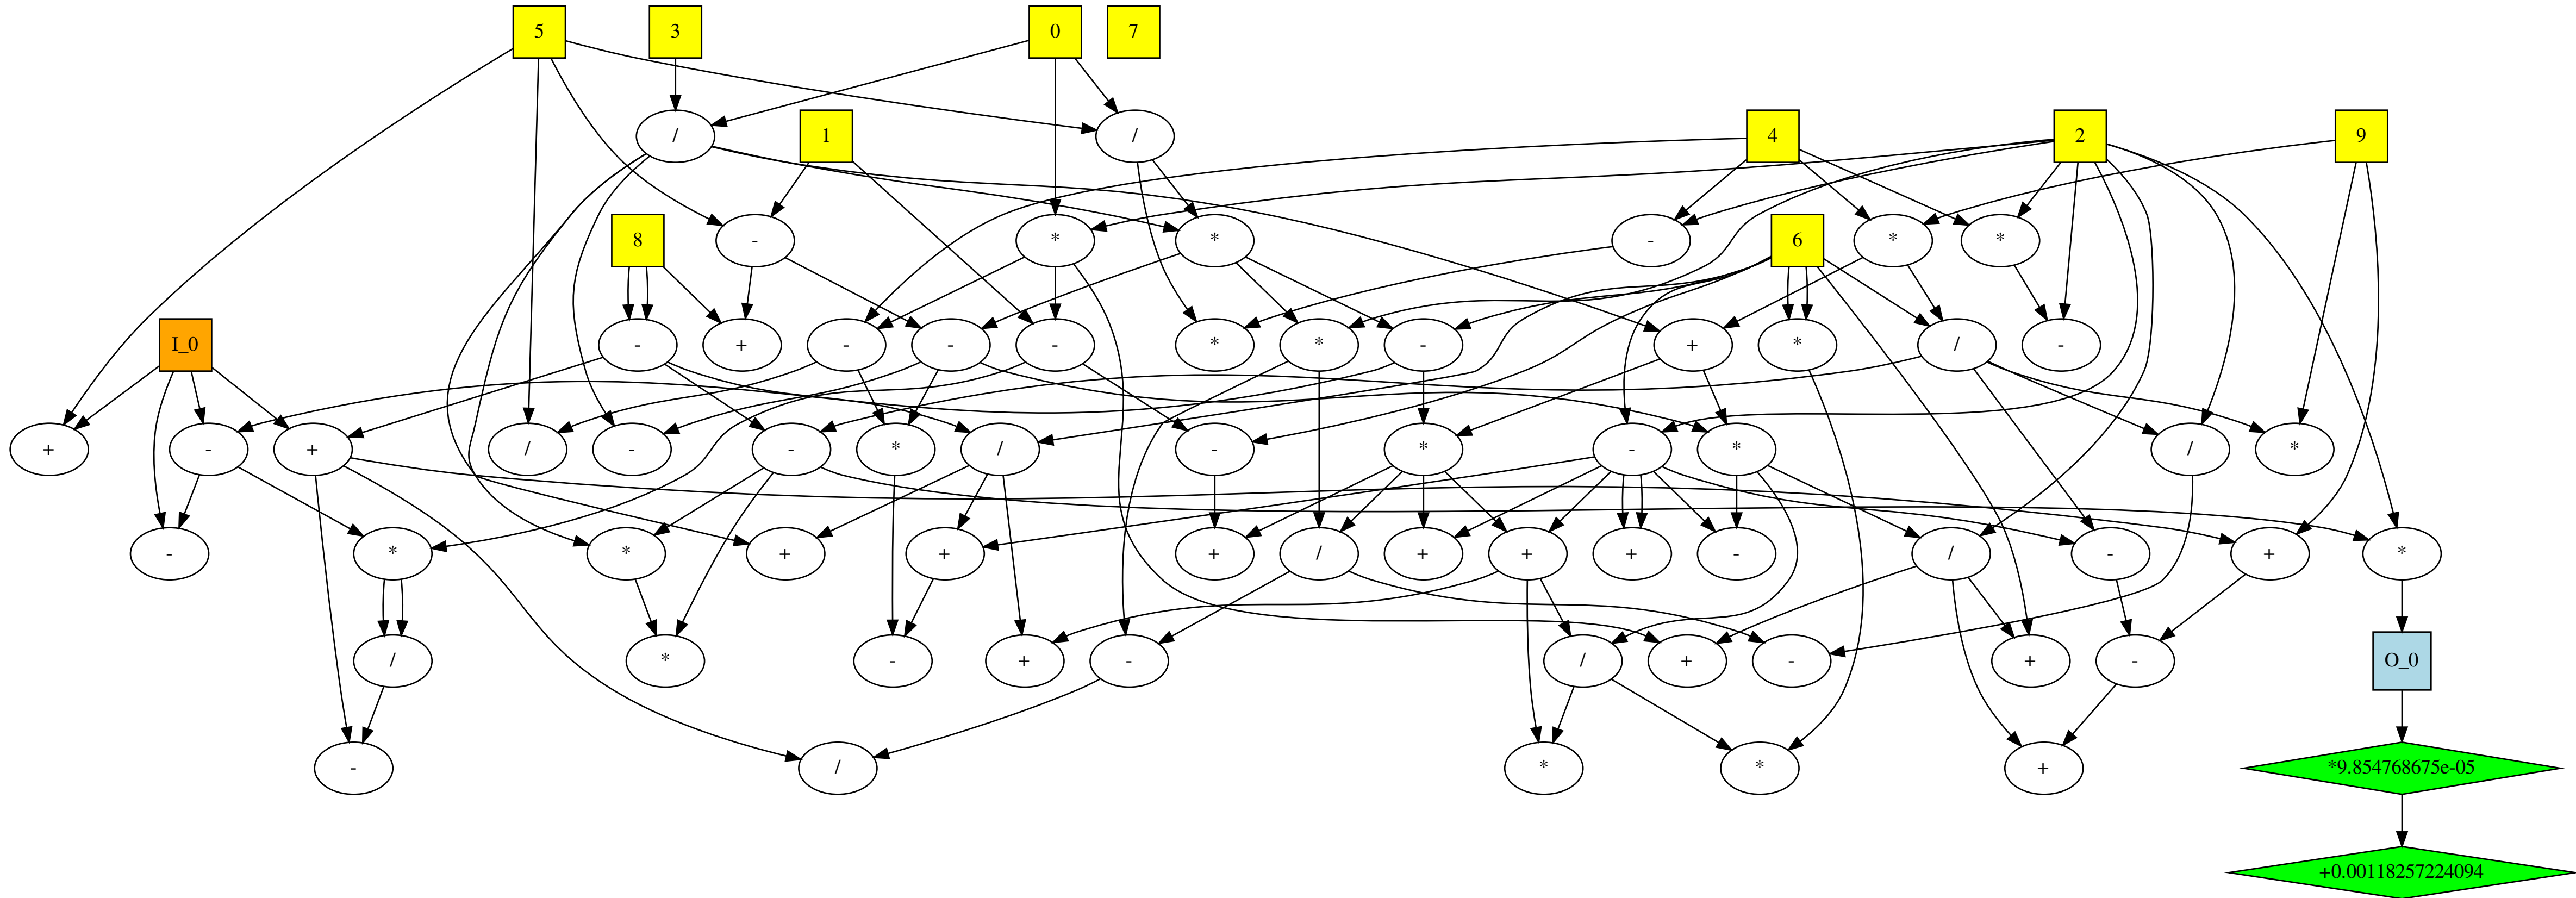 5 3 0 7
/ 1 / 4 2 9
8 - * * - 6 * *
I_0 - + - - - * * - + * / -
+ - + / - - * / - * - * / *
- * * + + + / + + + - / - + *
/ * - + - / + - + - O_0
- / * * + *9.854768675e-05
+0.00118257224094